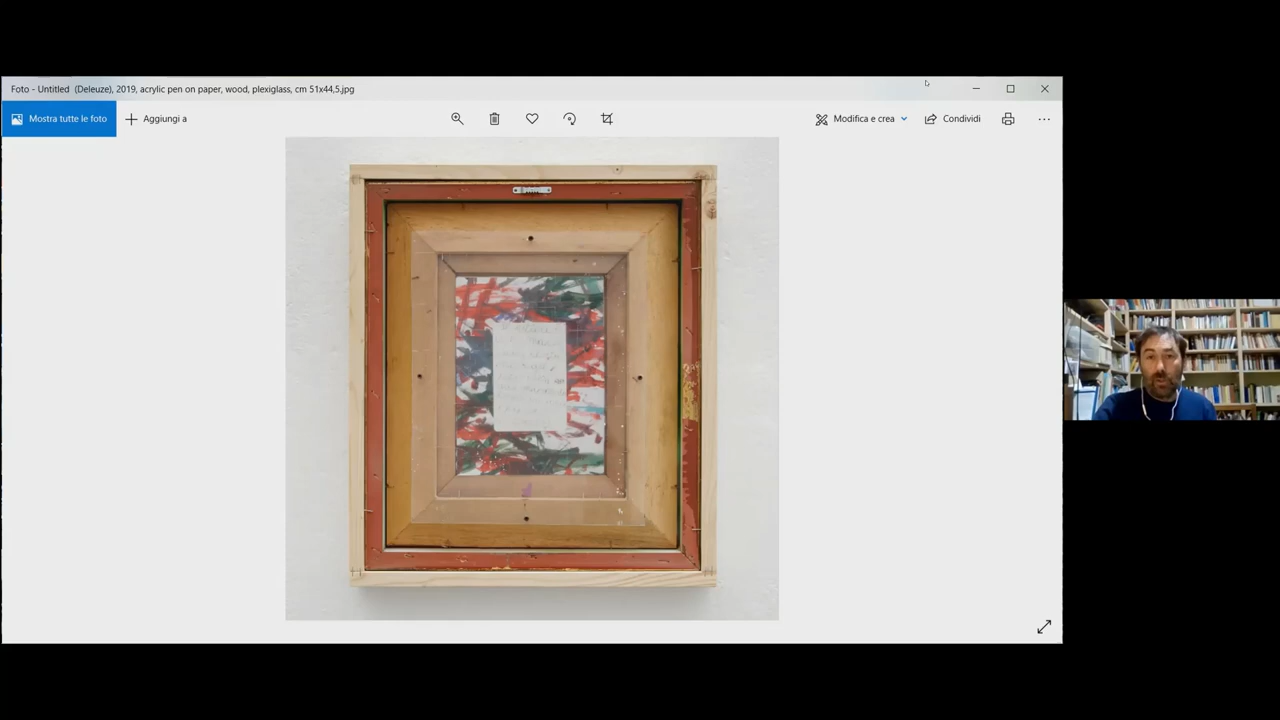 Foto - Untitled (Deleuze), 2019, acrylic pen on paper, wood, plexiglass, cm 51x44,5.jpg
Mostra tutte le foto
Aggiungi a
Modifica e crea
Condividi